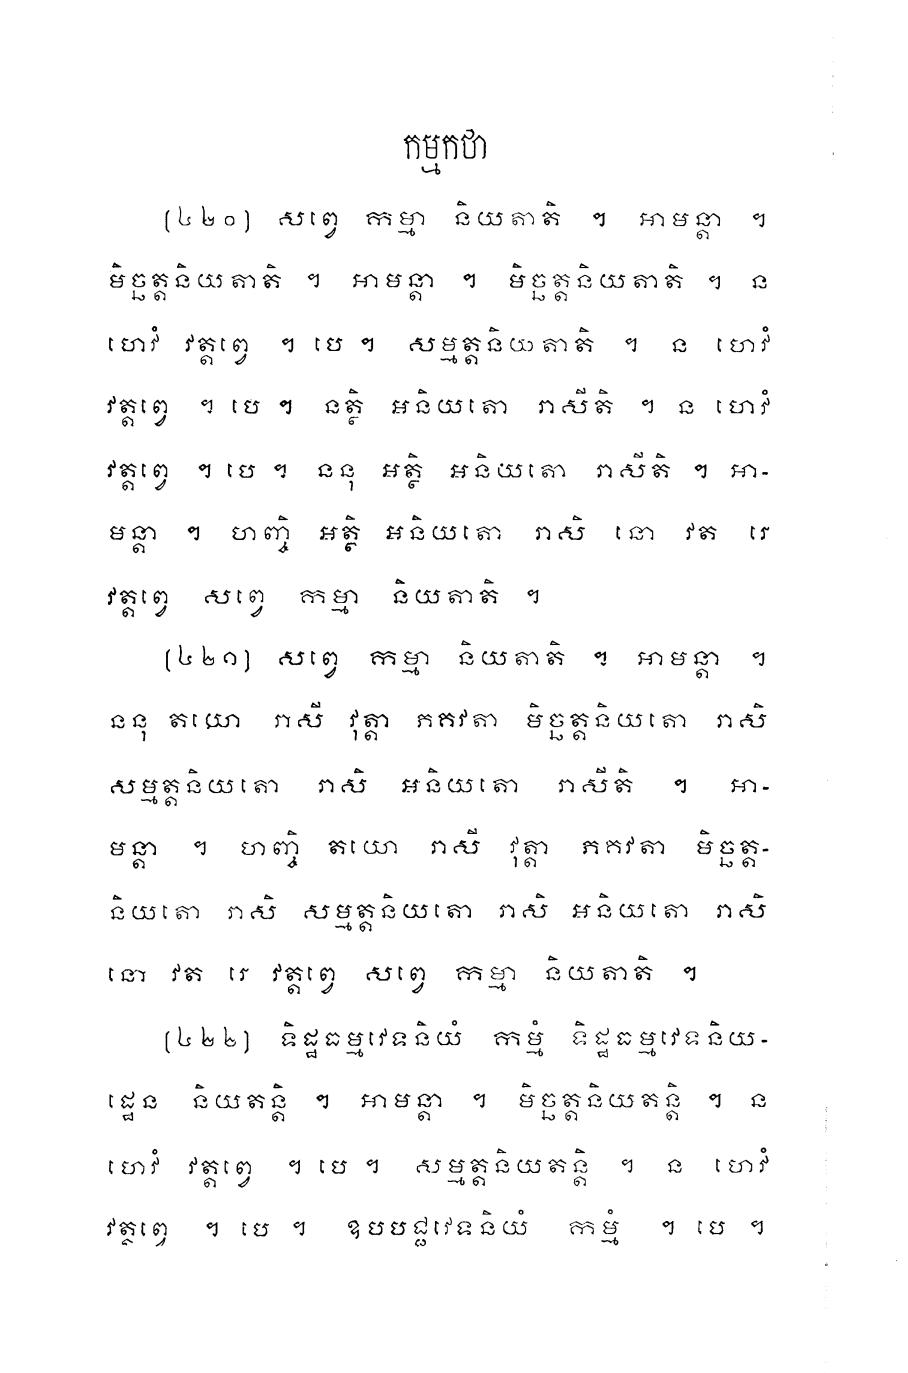 កម្មកថា
(៤២០) សព្វេ កម្មា និយតាតិ ។ អាមន្តា ។
មិច្ឆត្តនិយតាតិ ។ អាមន្តា ។ មិច្ឆត្តនិយតាតិ ។ ន
ហេវំ វត្តព្វេ ។ បេ ។ សម្មត្តនិយតាតិ ។ ន ហេវំ
វត្តព្វេ ។ បេ ។ នត្ថិ អនិយតោ រាសីតិ ។ ន ហេវំ
វត្តព្វេ ។ បេ ។ ននុ អត្ថិ អនិយតោ រាសីតិ ។ អា-
មន្តា ។ ហញ្ចិ អត្ថិ អនិយតោ រាសិ នោ វត រេ
វត្តព្វេ សព្វេ កម្មា និយតាតិ ។
(៤២១) សព្វេ កម្មា និយតាតិ ។ អាមន្តា ។
ននុ តយោ រាសី វុត្តា ភគវតា មិច្ឆត្តនិយតោ រាសិ
សម្មត្តនិយតោ រាសិ អនិយតោ រាសីតិ ។ អា-
មន្តា ។ ហញ្ចិ តយោ រាសី វុត្តា ភគវតា មិច្ឆត្ត-
និយតោ រាសិ សម្មត្តនិយតោ រាសិ អនិយតោ រាសិ
នោ វត រេ វត្តព្វេ សព្វេ កម្មា និយតាតិ ។
(៤២២) ទិដ្ឋធម្មវេទនិយំ កម្មំ ទិដ្ឋធម្មវេទនិយ-
ដ្ឋេន និយតន្តិ ។ អាមន្តា ។ មិច្ឆត្តនិយតន្តិ ។ ន
ហេវំ វត្តព្វេ ។ បេ ។ សម្មត្តនិយតន្តិ ។ ន ហេវំ
វត្តព្វេ ។ បេ ។ ឧបបជ្ជវេទនិយំ កម្មំ ។ បេ ។